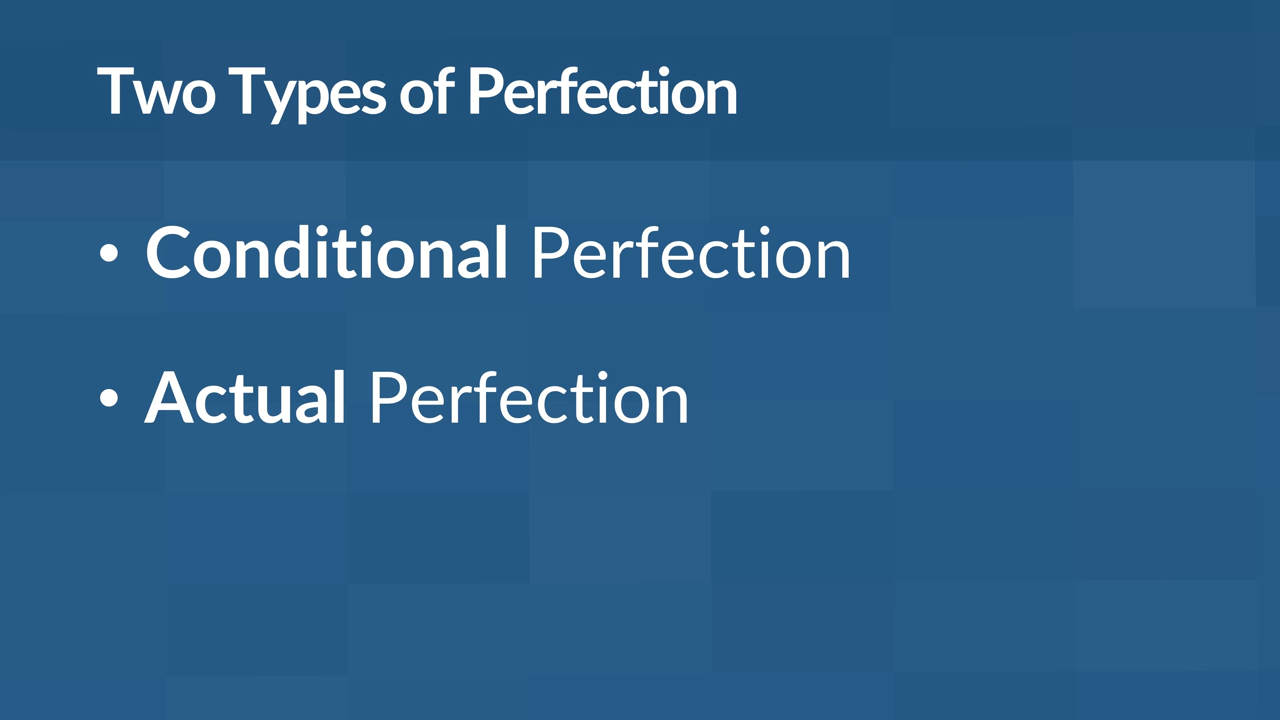 Two Types of Perfection
• Conditional Perfection
• Actual Perfection